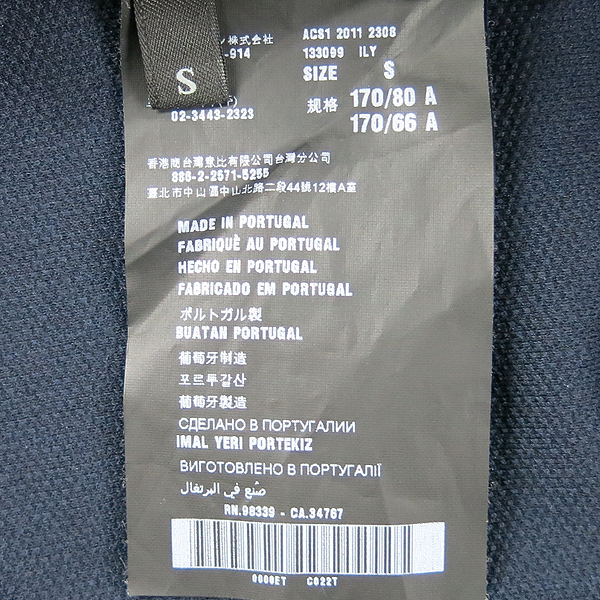 S
ン株式会社
-914
02-3443-2323
ACS1 2011 2308
133099 ILY
SIZE S
规格 170/80 A
170/66 A
香港商台灣意比有限公司台灣分公司
886-2-2571-5255
臺北市中山區中山北路二段44號12樓A室
MADE IN PORTUGAL
FABRIQUÈ AU PORTUGAL
HECHO EN PORTUGAL
FABRICADO EM PORTUGAL
ポルトガル製
BUATAN PORTUGAL
葡萄牙制造
포르투갈산
葡萄牙製造
СДЕЛАНО В ПОРТУГАЛИИ
IMAL YERI PORTEKIZ
ВИГОТОВЛЕНО В ПОРТУГАЛІЇ
صُنع في البرتغال
RN.98339 - CA.34767
0009ET C022T